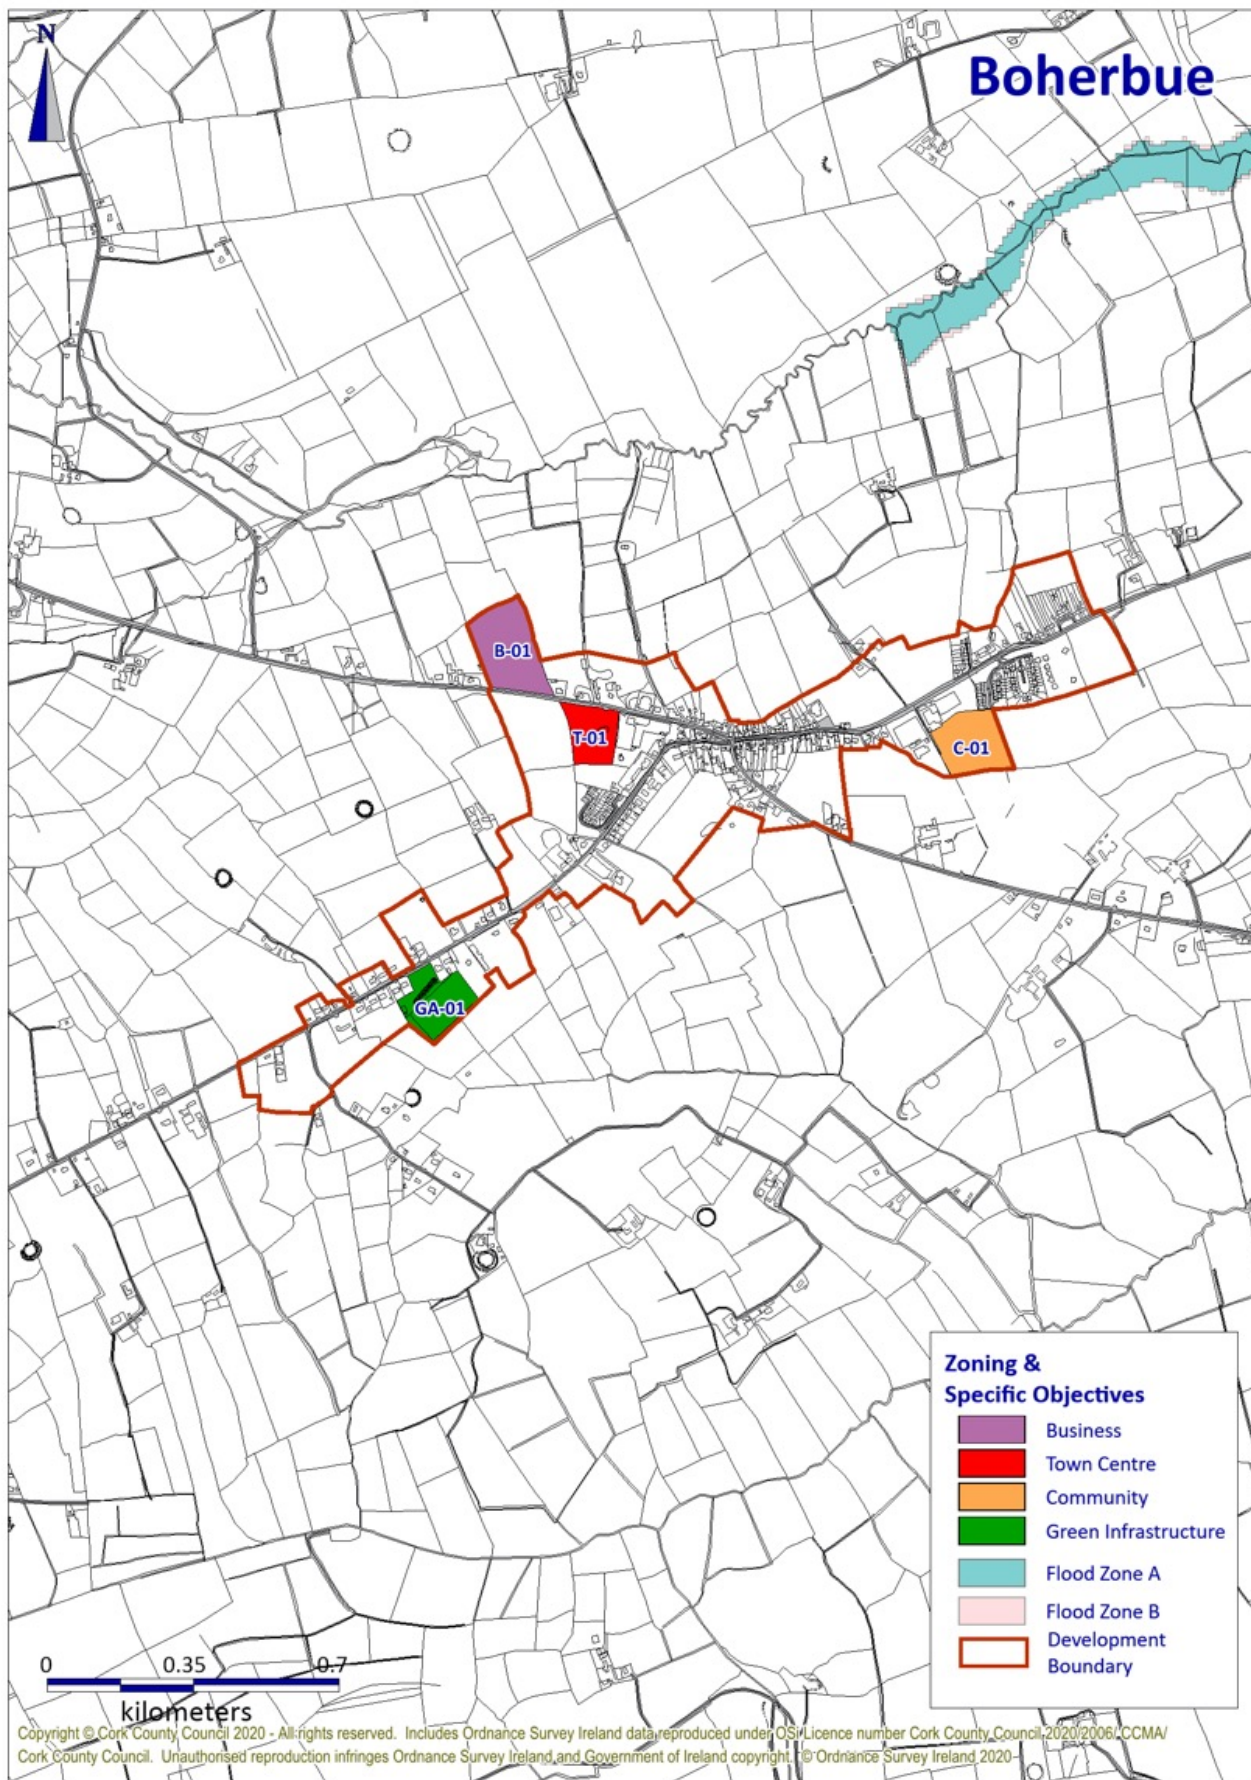 N
Boherbue
B-01
T-01
C-01
GA-01
Zoning &
Specific Objectives
Business
Town Centre
Community
Green Infrastructure
Flood Zone A
Flood Zone B
Development
Boundary
0 0.35 0.7
kilometers
Copyright © Cork County Council 2020 - All rights reserved. Includes Ordnance Survey Ireland data reproduced under OSi Licence number Cork County Council 2020/2006/ CCMA/
Cork County Council. Unauthorised reproduction infringes Ordnance Survey Ireland and Government of Ireland copyright. © Ordnance Survey Ireland 2020